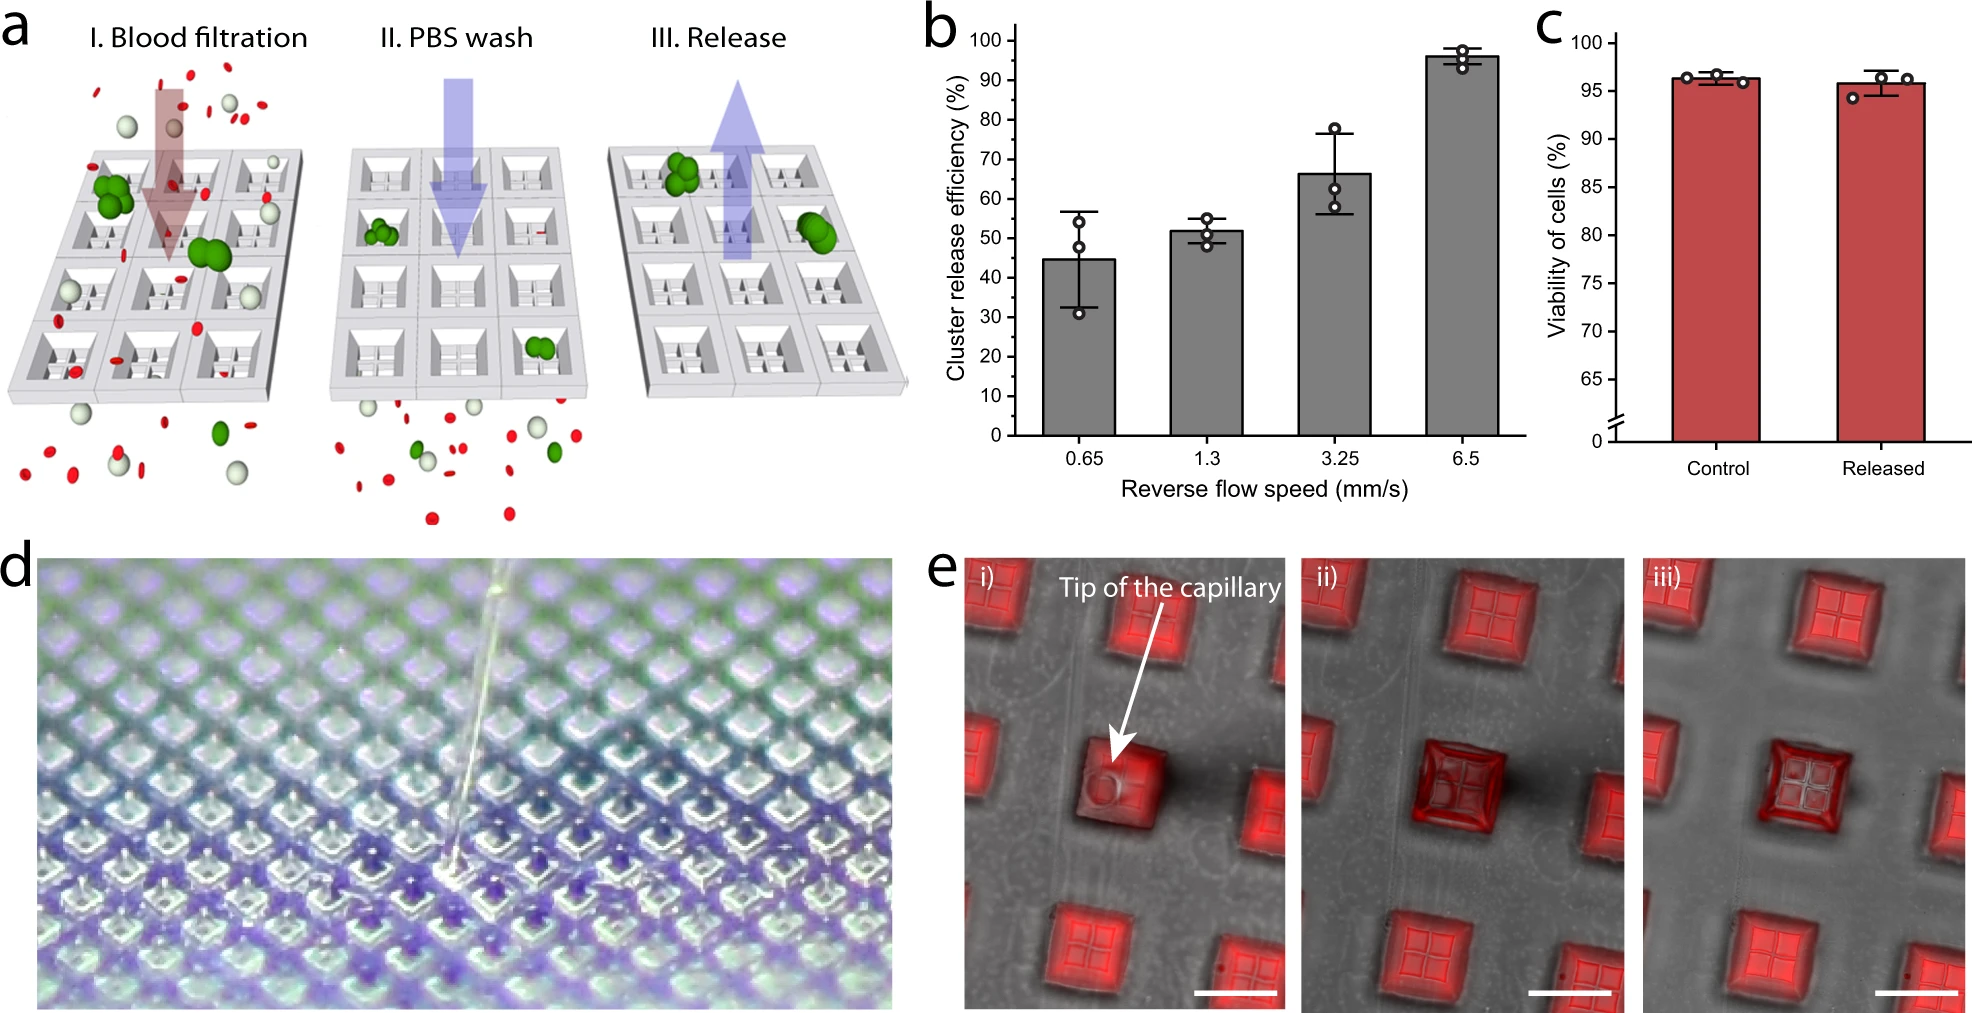 a
I. Blood filtration
II. PBS wash
III. Release
b
Cluster release efficiency (%)
100
90
80
70
60
50
40
30
20
10
0
0.65
1.3
3.25
6.5
Reverse flow speed (mm/s)
c
Viability of cells (%)
100
95
90
85
80
75
70
65
0
Control
Released
d
e
i)
Tip of the capillary
ii)
iii)